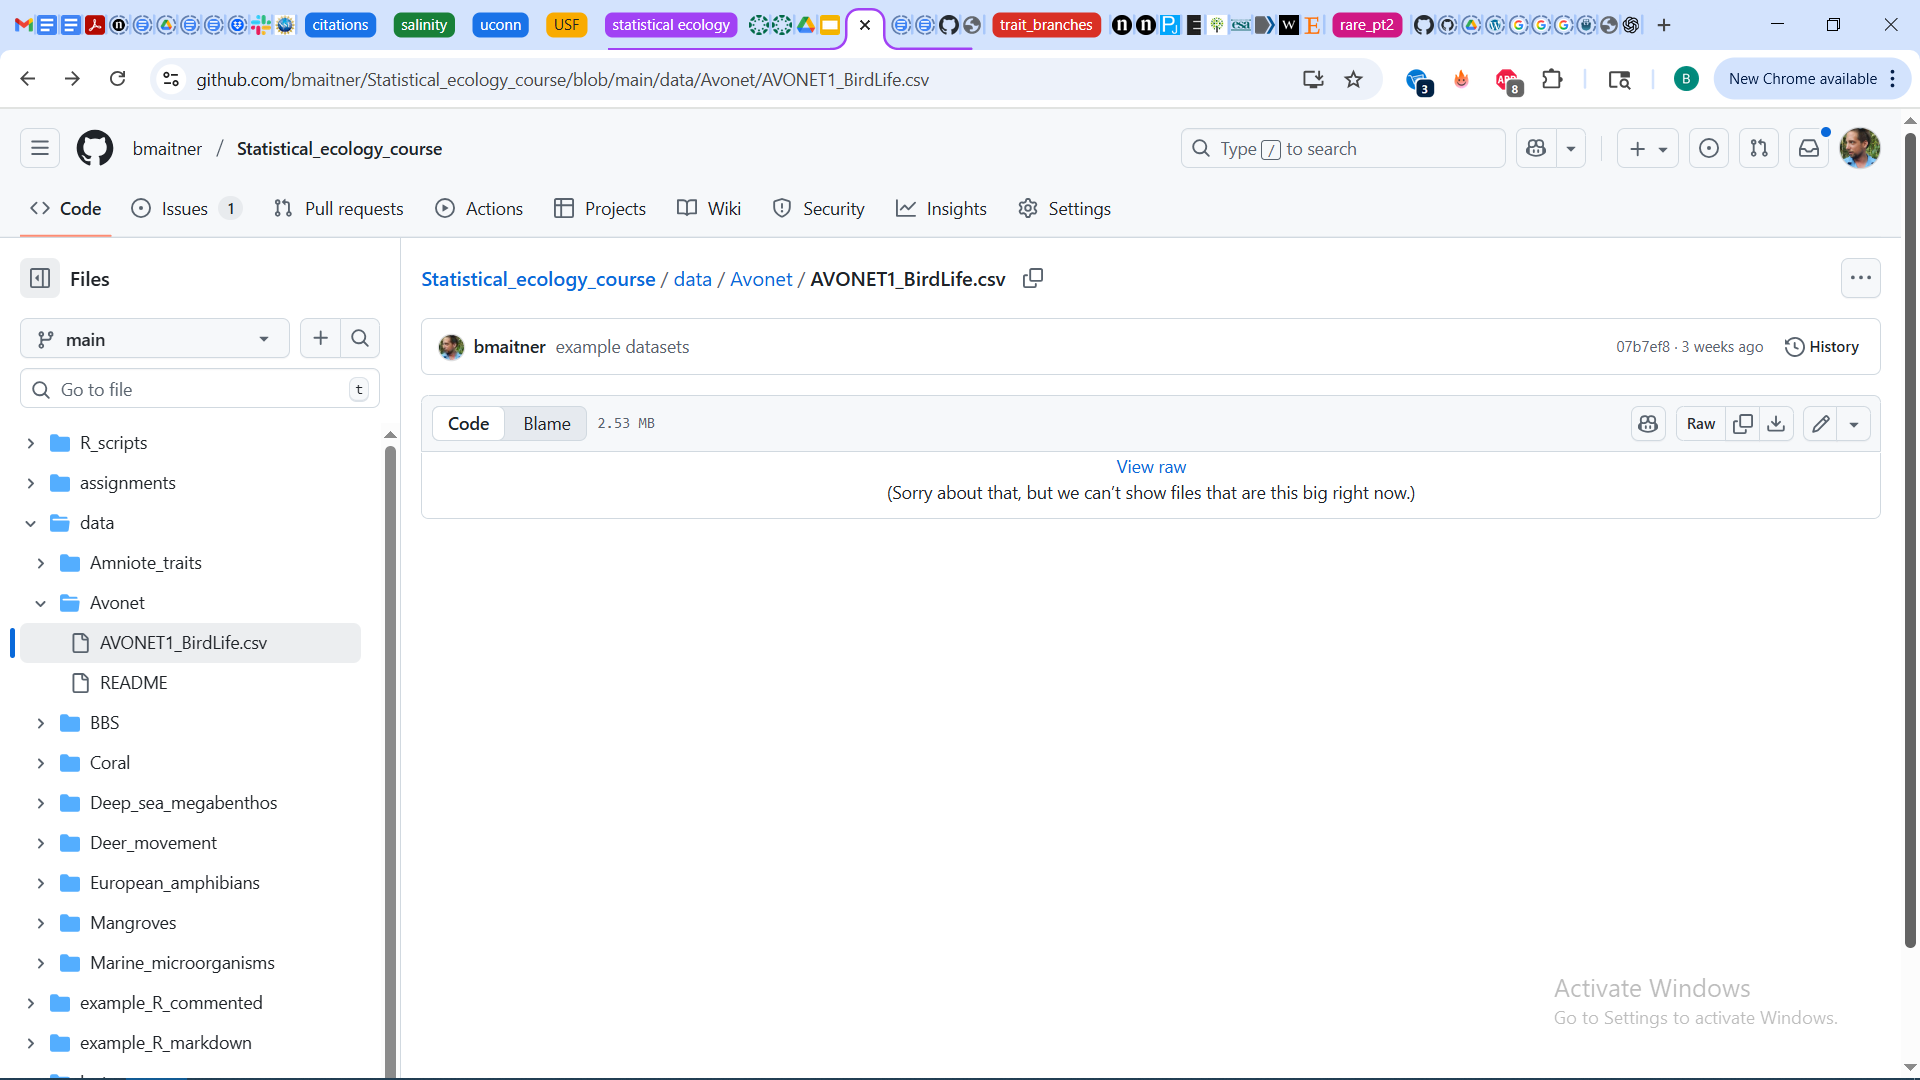 citations
salinity
uconn
USF
statistical ecology
trait_branches
rare_pt2
github.com/bmaitner/Statistical_ecology_course/blob/main/data/Avonet/AVONET1_BirdLife.csv
3
8
B
New Chrome available
bmaitner / Statistical_ecology_course
Type / to search
Code
Issues 1
Pull requests
Actions
Projects
Wiki
Security
Insights
Settings
Files
main
Go to file
t
R_scripts
assignments
data
Amniote_traits
Avonet
AVONET1_BirdLife.csv
README
BBS
Coral
Deep_sea_megabenthos
Deer_movement
European_amphibians
Mangroves
Marine_microorganisms
example_R_commented
example_R_markdown
Statistical_ecology_course / data / Avonet / AVONET1_BirdLife.csv
bmaitner example datasets
07b7ef8 · 3 weeks ago
History
Code
Blame
2.53 MB
Raw
View raw
(Sorry about that, but we can’t show files that are this big right now.)
Activate Windows
Go to Settings to activate Windows.